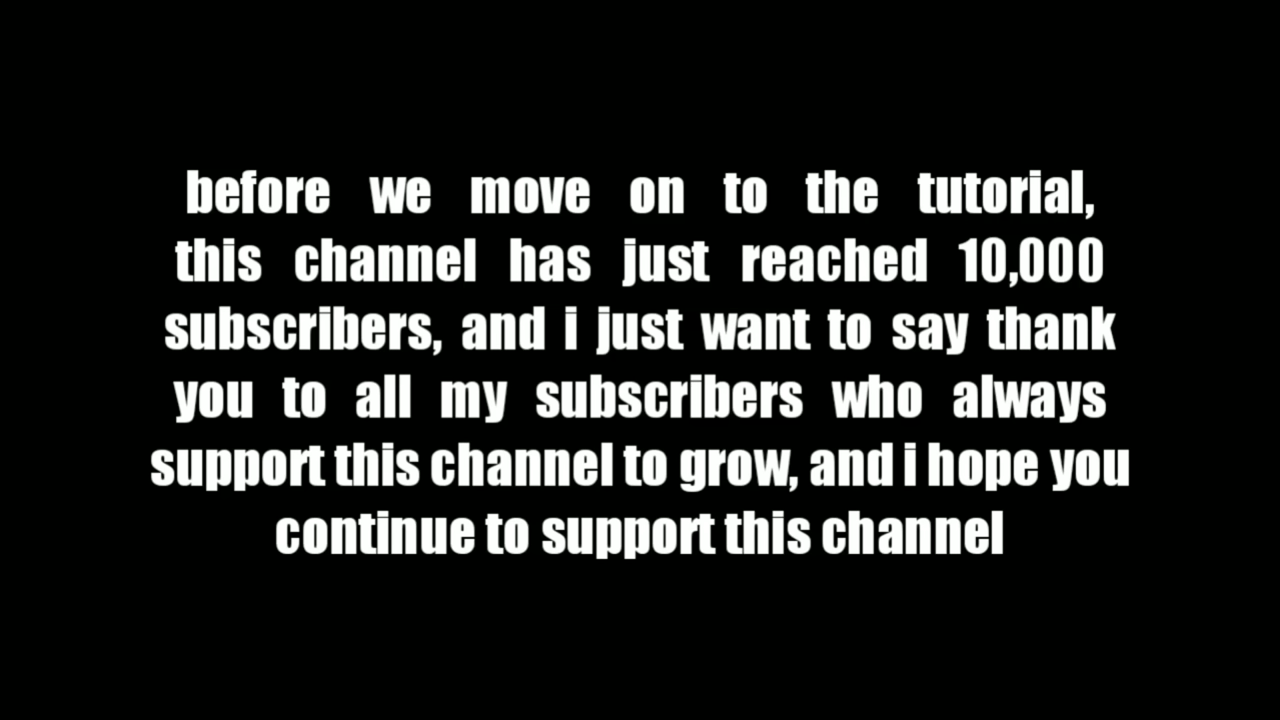 before we move on to the tutorial,
this channel has just reached 10,000
subscribers, and i just want to say thank
you to all my subscribers who always
support this channel to grow, and i hope you
continue to support this channel